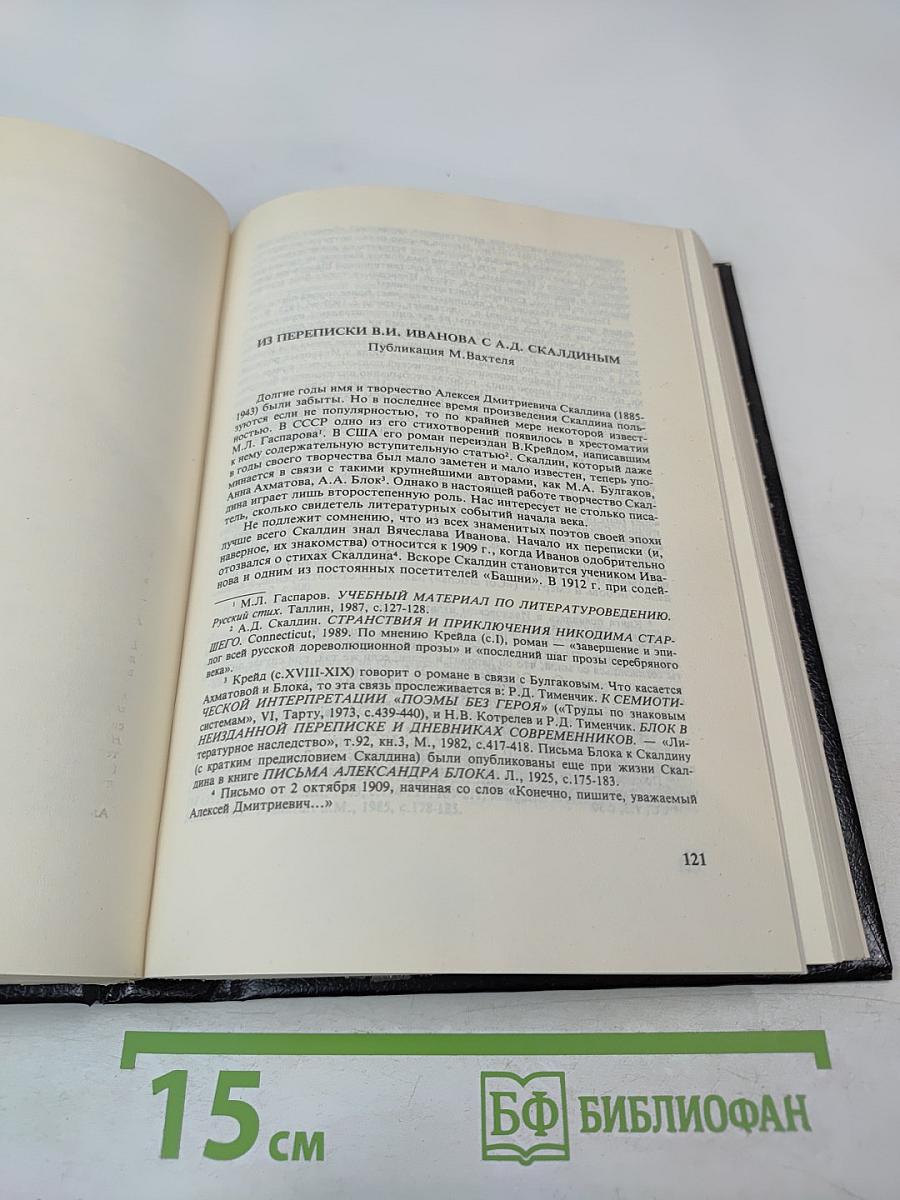 ИЗ ПЕРЕПИСКИ В.И. ИВАНОВА С А.Д. СКАЛДИНЫМ
Публикация М.Вахтеля
Долгие годы имя и творчество Алексея Дмитриевича Скалдина (1885-
1943) были забыты. Но в последнее время произведения Скалдина поль-
зуются если не популярностью, то по крайней мере некоторой извест-
ностью. В СССР одно из его стихотворений появилось в хрестоматии
М.Л. Гаспарова¹. В США его роман переиздан В.Крейдом, написавшим
к нему содержательную вступительную статью². Скалдин, который даже
в годы своего творчества был мало заметен и мало известен, теперь упо-
минается в связи с такими крупнейшими авторами, как М.А. Булгаков,
Анна Ахматова, А.А. Блок³. Однако в настоящей работе творчество Скал-
дина играет лишь второстепенную роль. Нас интересует не столько писа-
тель, сколько свидетель литературных событий начала века.
Не подлежит сомнению, что из всех знаменитых поэтов своей эпохи
лучше всего Скалдин знал Вячеслава Иванова. Начало их переписки (и,
наверное, их знакомства) относится к 1909 г., когда Иванов одобрительно
отозвался о стихах Скалдина⁴. Вскоре Скалдин становится учеником Ива-
нова и одним из постоянных посетителей «Башни». В 1912 г. при содей-
¹ М.Л. Гаспаров. УЧЕБНЫЙ МАТЕРИАЛ ПО ЛИТЕРАТУРОВЕДЕНИЮ.
Русский стих. Таллин, 1987, с.127-128.
² А.Д. Скалдин. СТРАНСТВИЯ И ПРИКЛЮЧЕНИЯ НИКОДИМА СТАР-
ШЕГО. Connecticut, 1989. По мнению Крейда (с.I), роман — «завершение и эпи-
лог всей русской дореволюционной прозы» и «последний шаг прозы серебряного
века».
³ Крейд (с.XVIII-XIX) говорит о романе в связи с Булгаковым. Что касается
Ахматовой и Блока, то эта связь прослеживается в: Р.Д. Тименчик. К СЕМИОТИ-
ЧЕСКОЙ ИНТЕРПРЕТАЦИИ «ПОЭМЫ БЕЗ ГЕРОЯ» («Труды по знаковым
системам», VI, Тарту, 1973, с.439-440), и Н.В. Котрелев и Р.Д. Тименчик. БЛОК В
НЕИЗДАННОЙ ПЕРЕПИСКЕ И ДНЕВНИКАХ СОВРЕМЕННИКОВ. — «Ли-
тературное наследство», т.92, кн.3, М., 1982, с.417-418. Письма Блока к Скалдину
(с кратким предисловием Скалдина) были опубликованы еще при жизни Скал-
дина в книге ПИСЬМА АЛЕКСАНДРА БЛОКА. Л., 1925, с.175-183.
⁴ Письмо от 2 октября 1909, начиная со слов «Конечно, пишите, уважаемый
Алексей Дмитриевич...»
121
15 см
БФ БИБЛИОФАН